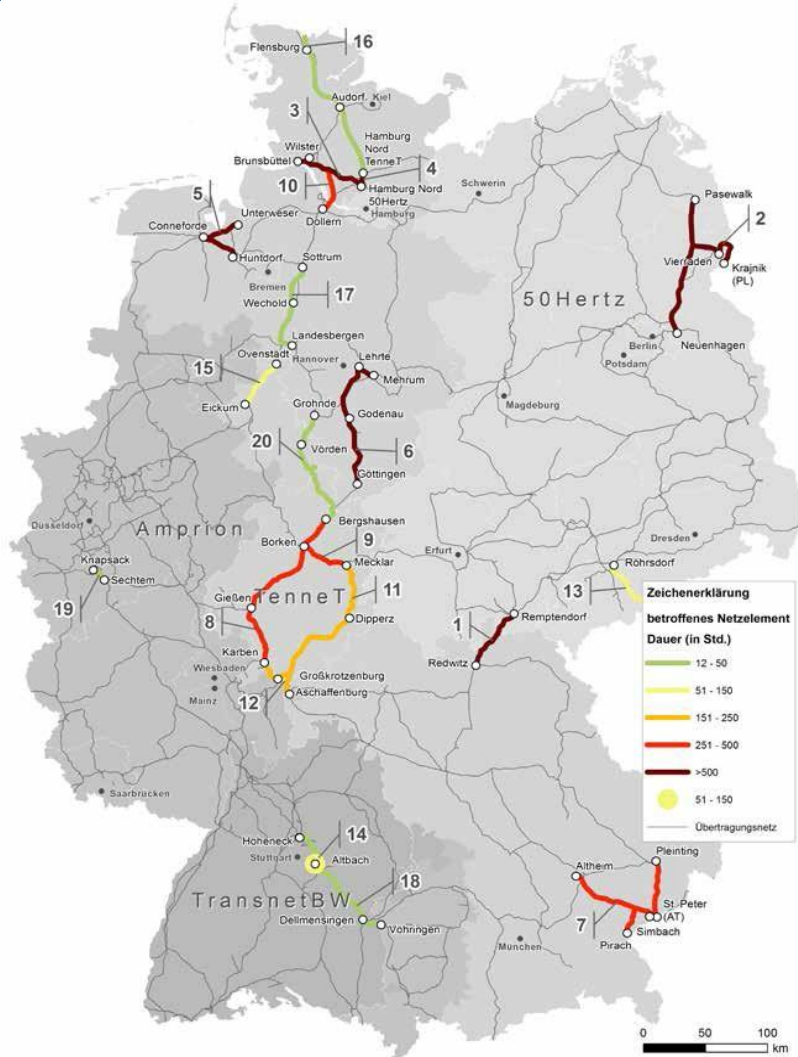 Flensburg
16
Audorf
Kiel
3
Hamburg
Nord
TenneT
Wilster
Brunsbüttel
4
10
Hamburg Nord
50Hertz
Schwerin
Hamburg
Dollern
5
Unterweser
Conneforde
Huntdorf
Sottrum
Bremen
Wechold
17
Pasewalk
2
Vierraden
Krajnik
(PL)
50Hertz
Berlin
Neuenhagen
Potsdam
Landesbergen
Ovenstädt
Hannover
Lehrte
Mehrum
15
Eickum
Magdeburg
Grohnde
Godenau
20
Vörden
6
Göttingen
Düsseldorf
Amprion
Bergshausen
Borken
9
Mecklar
Erfurt
Dresden
Röhrsdorf
13
Knapsack
Sechtem
19
Gießen
TenneT
11
8
Dipperz
1
Remptendorf
Redwitz
Karben
Wiesbaden
Mainz
Großkrotzenburg
Aschaffenburg
12
Zeichenerklärung
betroffenes Netzelement
Dauer (in Std.)
12 - 50
51 - 150
151 - 250
251 - 500
>500
51 - 150
Übertragungsnetz
Saarbrücken
Hoheneck
14
Stuttgart
Altbach
18
TransnetBW
Dellmensingen
Vöhringen
Pleinting
Altheim
St. Peter
(AT)
7
Simbach
Pirach
München
0 50 100
km